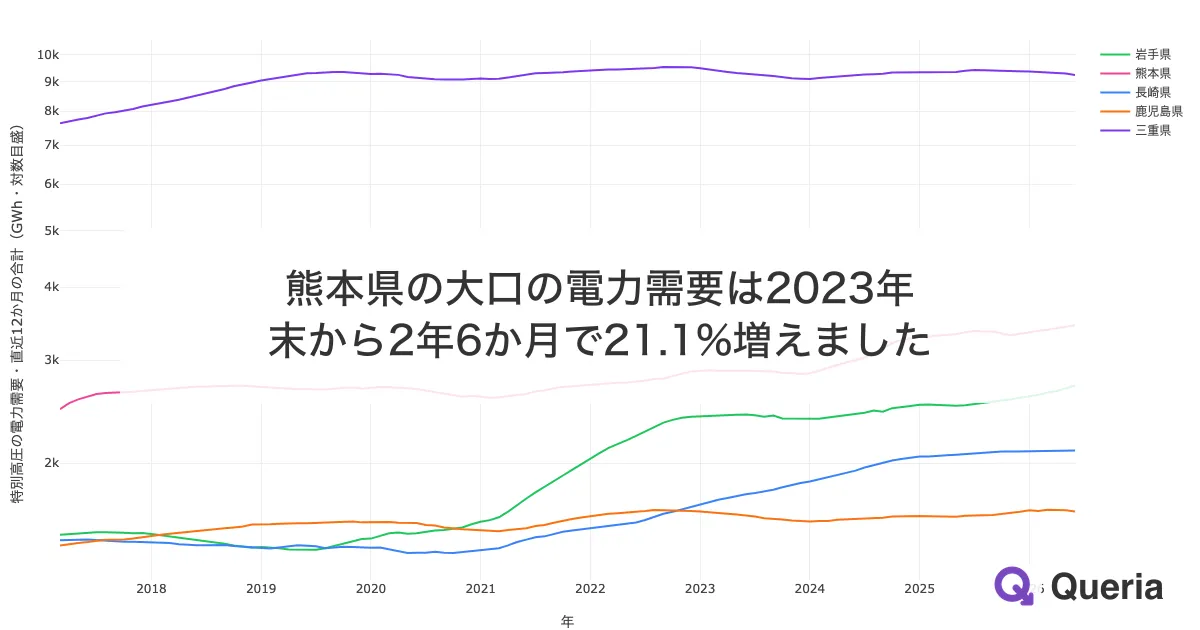 10k
9k
8k
7k
6k
5k
4k
3k
2k
特別高圧の電力需要・直近12か月の合計（GWh・対数目盛）
岩手県
熊本県
長崎県
鹿児島県
三重県
熊本県の大口の電力需要は2023年
末から2年6か月で21.1%増えました
2018
2019
2020
2021
2022
2023
2024
2025
年
Queria